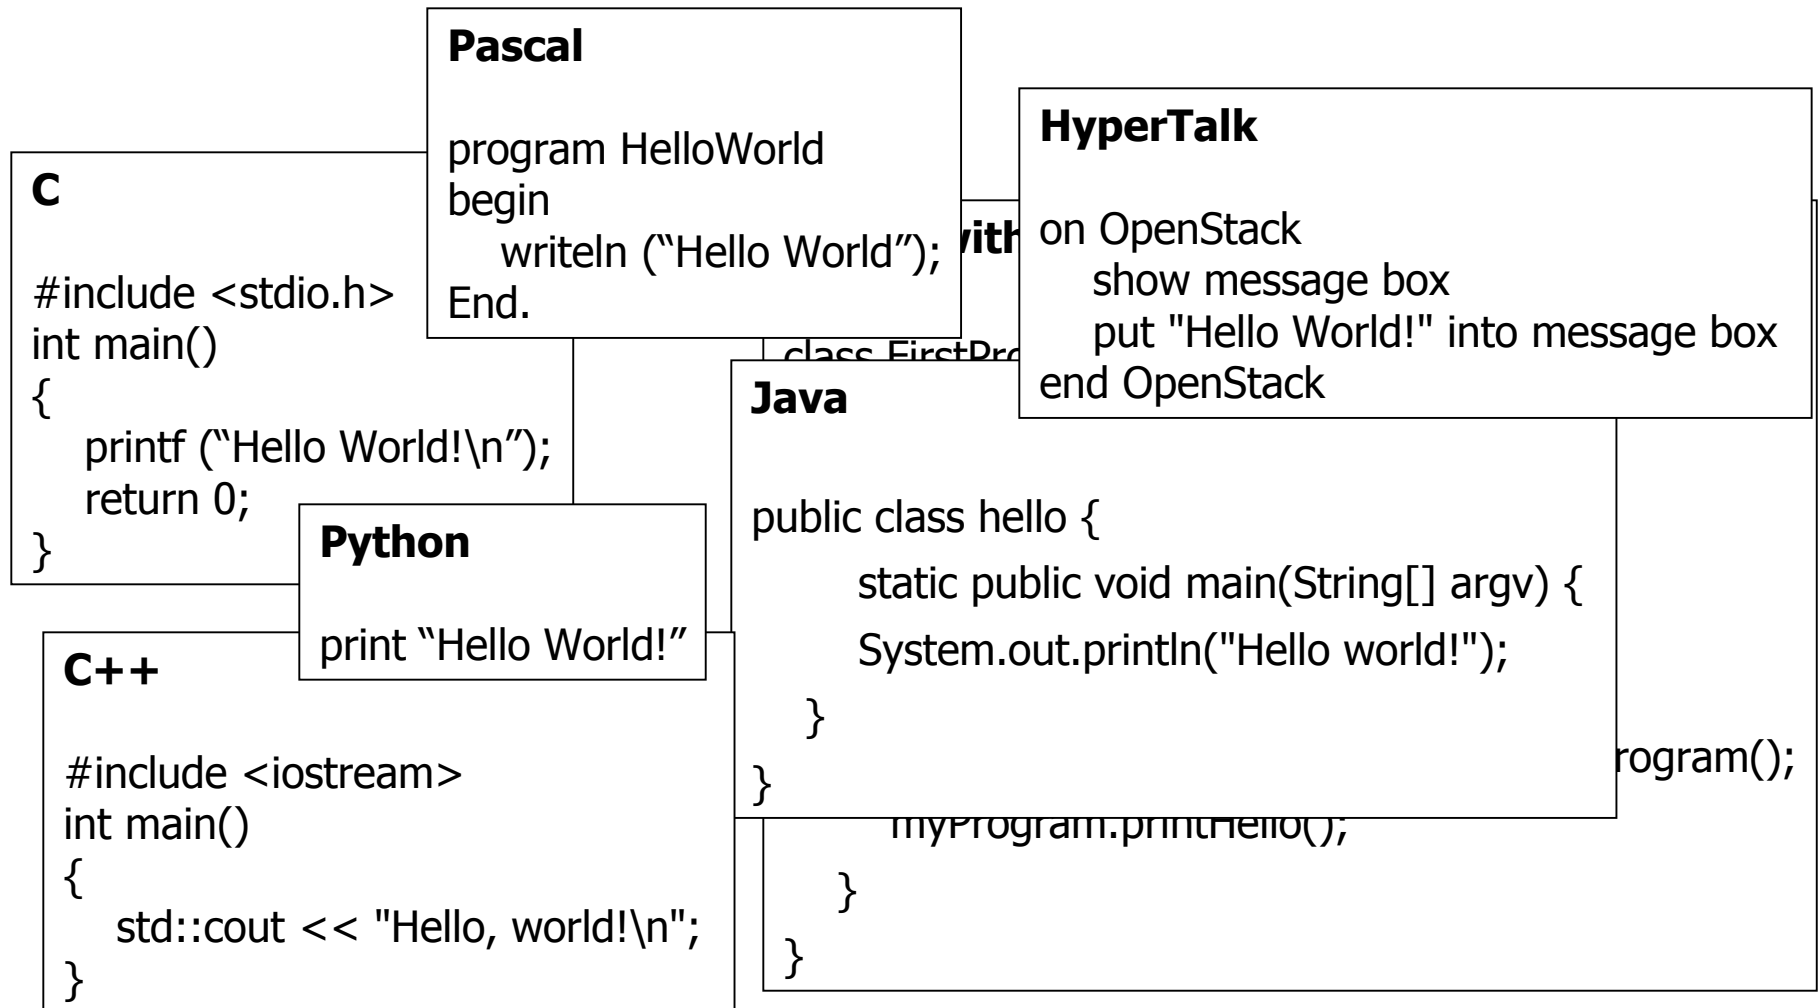 Pascal
program HelloWorld
begin
writeln (“Hello World”);
End.
HyperTalk
on OpenStack
show message box
put "Hello World!" into message box
end OpenStack
C
#include <stdio.h>
int main()
{
printf (“Hello World!\n”);
return 0;
}
class
Java
public class hello {
static public void main(String[] argv) {
System.out.println("Hello world!");
}
}
Python
print “Hello World!”
C++
#include <iostream>
int main()
{
std::cout << "Hello, world!\n";
}
rogram();
myProgram.printHello();
}
}